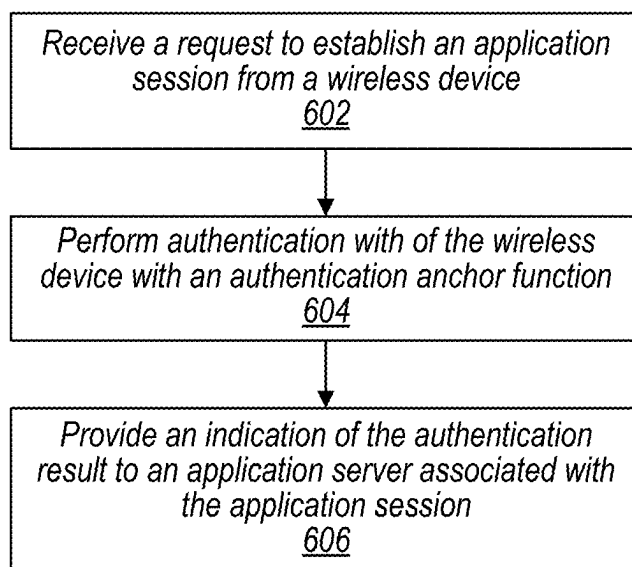 Receive a request to establish an application
session from a wireless device
602
Perform authentication with of the wireless
device with an authentication anchor function
604
Provide an indication of the authentication
result to an application server associated with
the application session
606